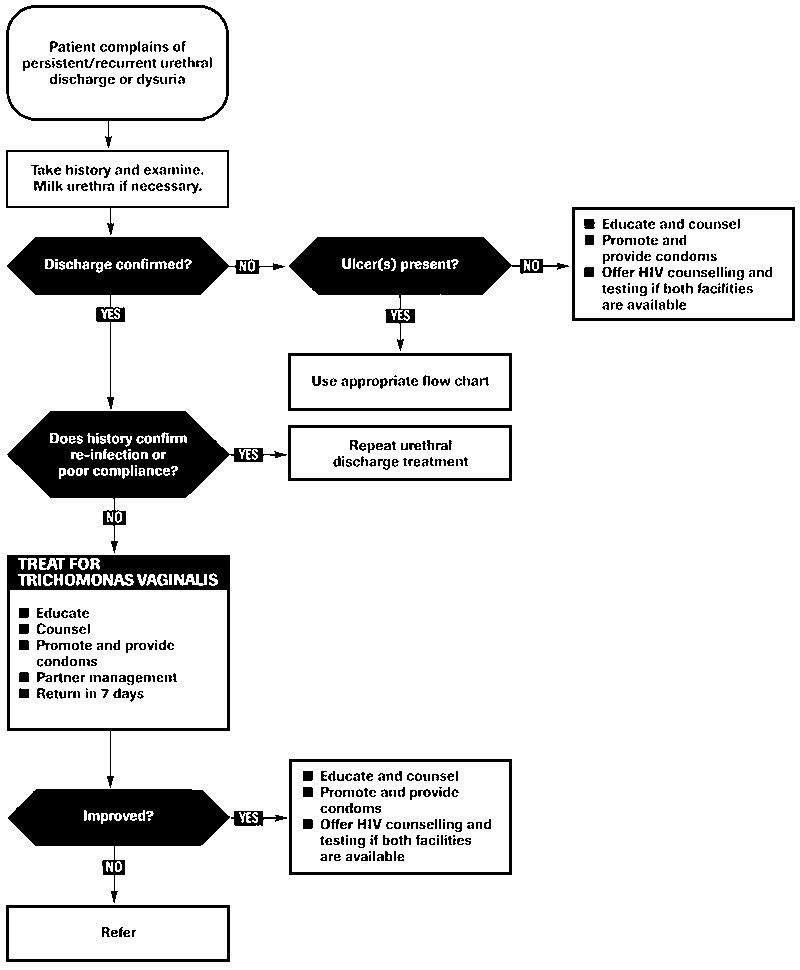 Patient complains of
persistent/recurrent urethral
discharge or dysuria
Take history and examine.
Milk urethra if necessary.
Discharge confirmed?
NO
Ulcer(s) present?
NO
■ Educate and counsel
■ Promote and
provide condoms
■ Offer HIV counselling and
testing if both facilities
are available
YES
YES
Use appropriate flow chart
Does history confirm
re-infection or
poor compliance?
YES
Repeat urethral
discharge treatment
NO
TREAT FOR
TRICHOMONAS VAGINALIS
■ Educate
■ Counsel
■ Promote and provide
condoms
■ Partner management
■ Return in 7 days
Improved?
YES
■ Educate and counsel
■ Promote and provide
condoms
■ Offer HIV counselling and
testing if both facilities
are available
NO
Refer